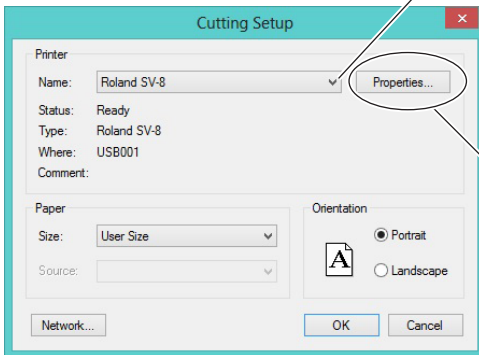 Cutting Setup
Printer
Name: Roland SV-8 Properties...
Status: Ready
Type: Roland SV-8
Where: USB001
Comment:
Paper Orientation
Size: User Size Portrait
Source: A Landscape
Network... OK Cancel